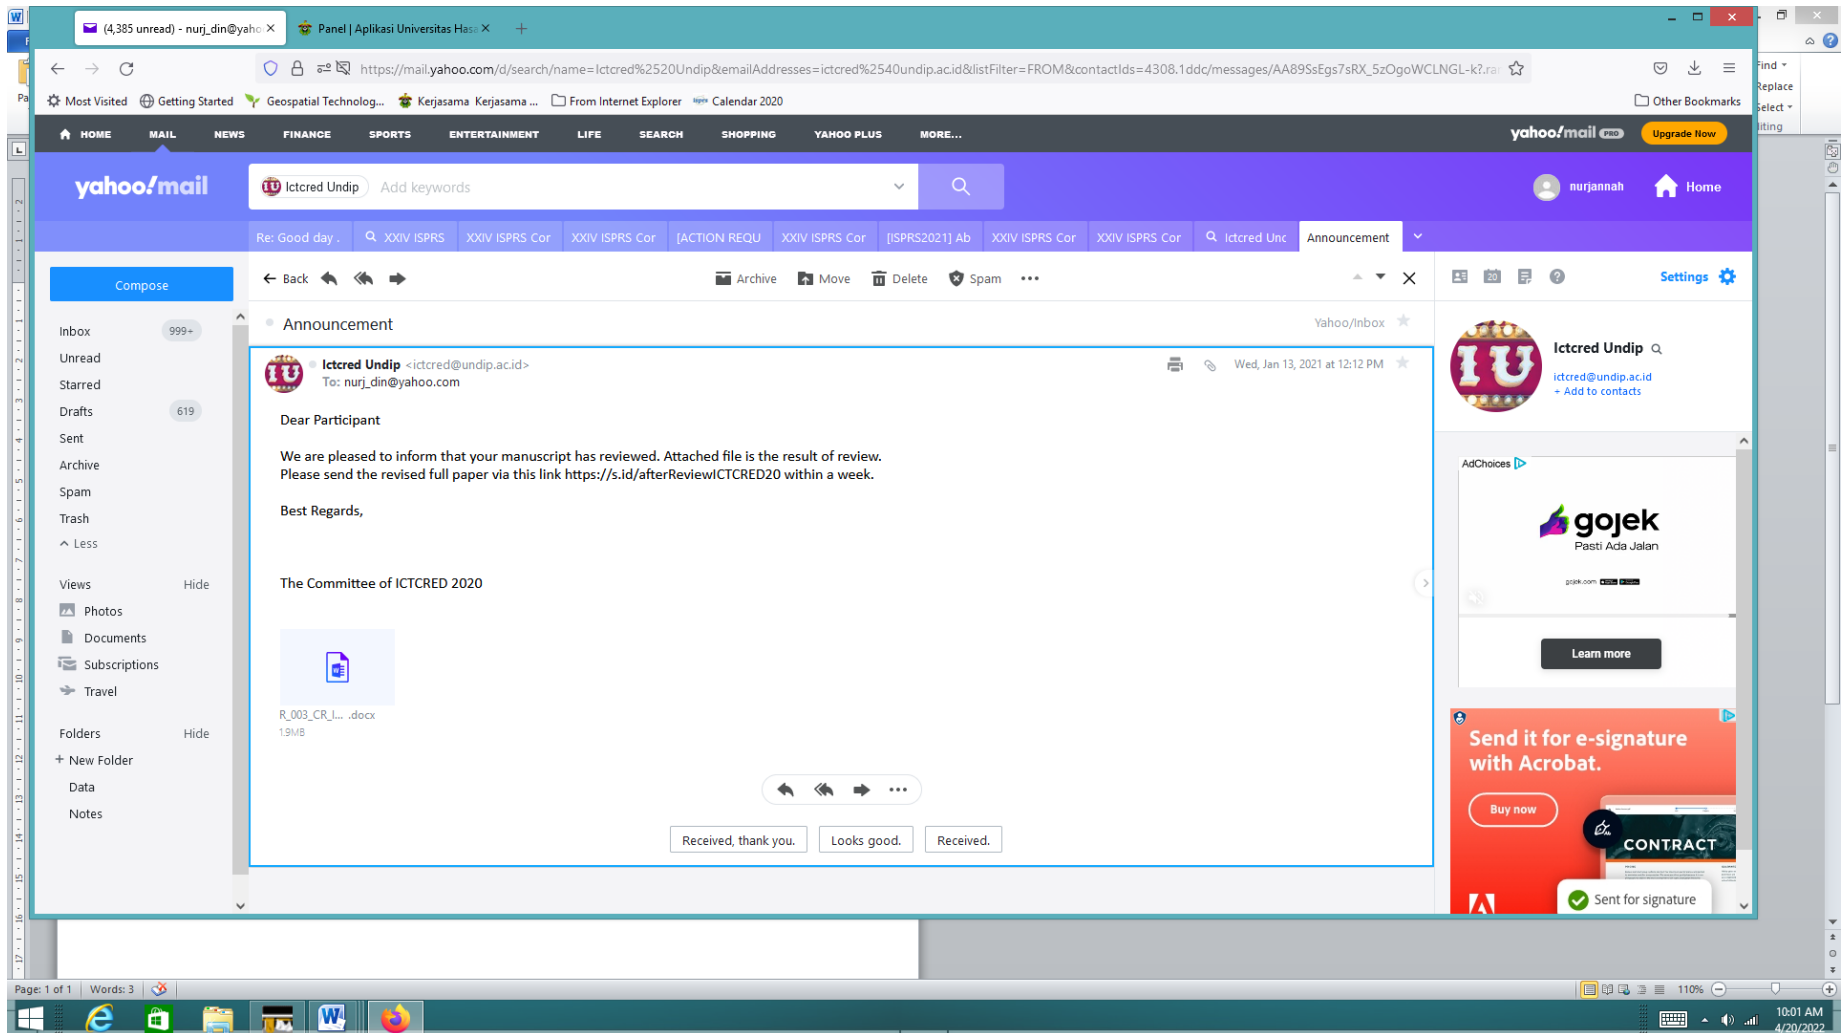 (4,385 unread) - nurj_din@yaho
Panel | Aplikasi Universitas Hasa
https://mail.yahoo.com/d/search/name=Ictcred%2520Undip&emailAddresses=ictcred%2540undip.ac.id&listFilter=FROM&contactIds=4308.1ddc/messages/AA89SsEgs7sRX_5zOgoWCLNGL-k?.ra
Most Visited Getting Started Geospatial Technolog... Kerjasama Kerjasama ... From Internet Explorer Calendar 2020 Other Bookmarks
HOME MAIL NEWS FINANCE SPORTS ENTERTAINMENT LIFE SEARCH SHOPPING YAHOO PLUS MORE... yahoo!mail PRO Upgrade Now
yahoo!mail Ictcred Undip Add keywords nurjannah Home
Re: Good day . XXIV ISPRS XXIV ISPRS Cor XXIV ISPRS Cor [ACTION REQU XXIV ISPRS Cor [ISPRS2021] Ab XXIV ISPRS Cor XXIV ISPRS Cor Ictcred Unc Announcement
Compose
Back Archive Move Delete Spam 20 Settings
Inbox 999+
Unread
Starred
Drafts 619
Sent
Archive
Spam
Trash
Less
Views Hide
Photos
Documents
Subscriptions
Travel
Folders Hide
+ New Folder
Data
Notes
Announcement Yahoo/Inbox
Ictcred Undip <ictcred@undip.ac.id> Wed, Jan 13, 2021 at 12:12 PM
To: nurj_din@yahoo.com
Dear Participant
We are pleased to inform that your manuscript has reviewed. Attached file is the result of review.
Please send the revised full paper via this link https://s.id/afterReviewICTCRED20 within a week.
Best Regards,
The Committee of ICTCRED 2020
R_003_CR_I... .docx
1.9MB
Received, thank you. Looks good. Received.
IU
Ictcred Undip
ictcred@undip.ac.id
+ Add to contacts
AdChoices
gojek
Pasti Ada Jalan
gojek.com
Learn more
Send it for e-signature
with Acrobat.
Buy now
CONTRACT
Sent for signature
Find
Replace
Select
iting
Page: 1 of 1 Words: 3 110%
10:01 AM
4/20/2022